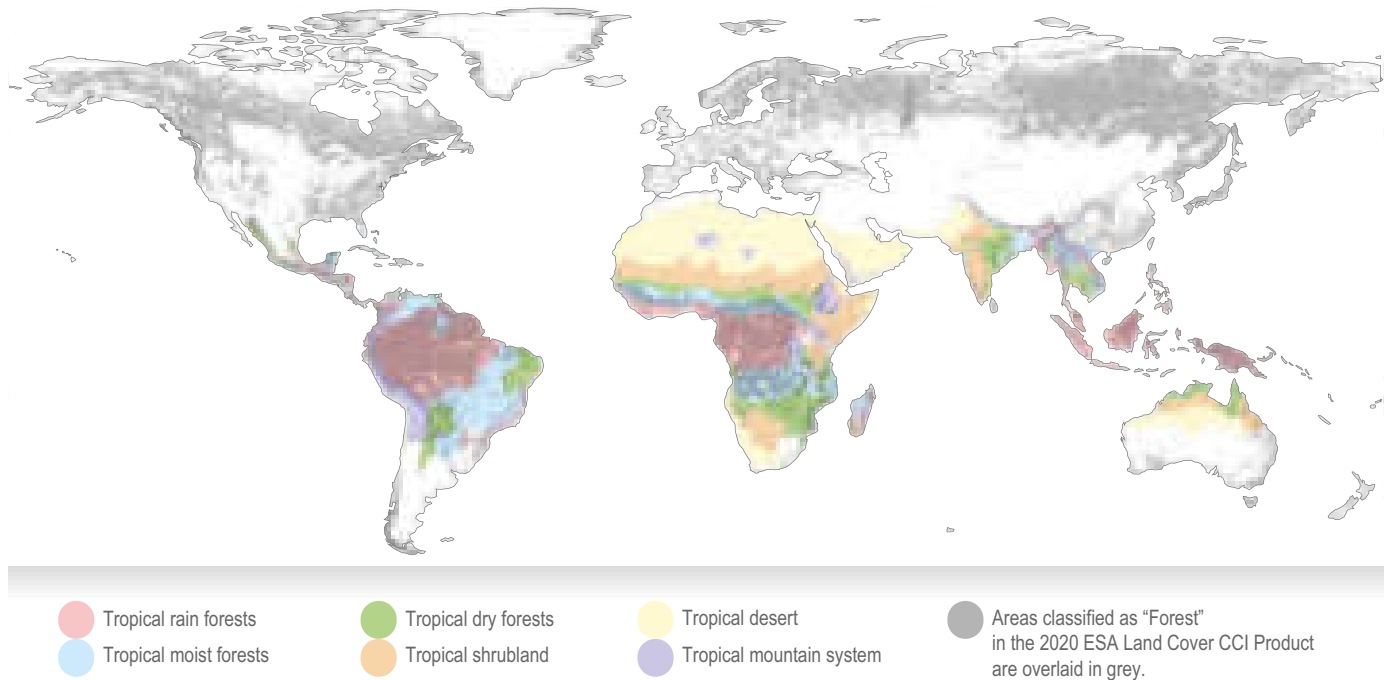 Tropical rain forests
Tropical moist forests
Tropical dry forests
Tropical shrubland
Tropical desert
Tropical mountain system
Areas classified as “Forest”
in the 2020 ESA Land Cover CCI Product
are overlaid in grey.